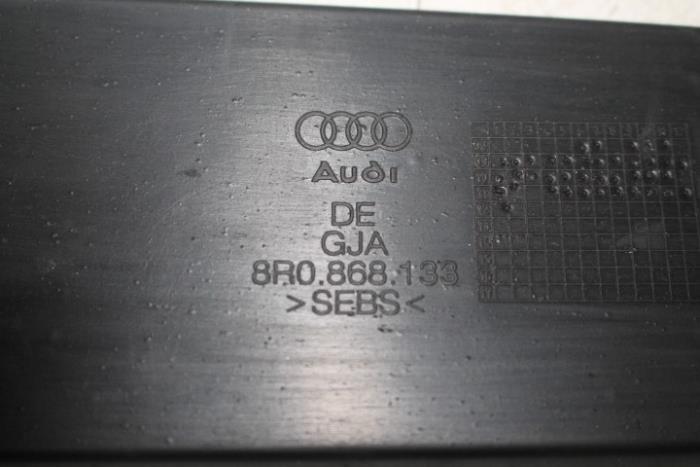 Audi
DE
GJA
8R0.868.133
>SEBS<